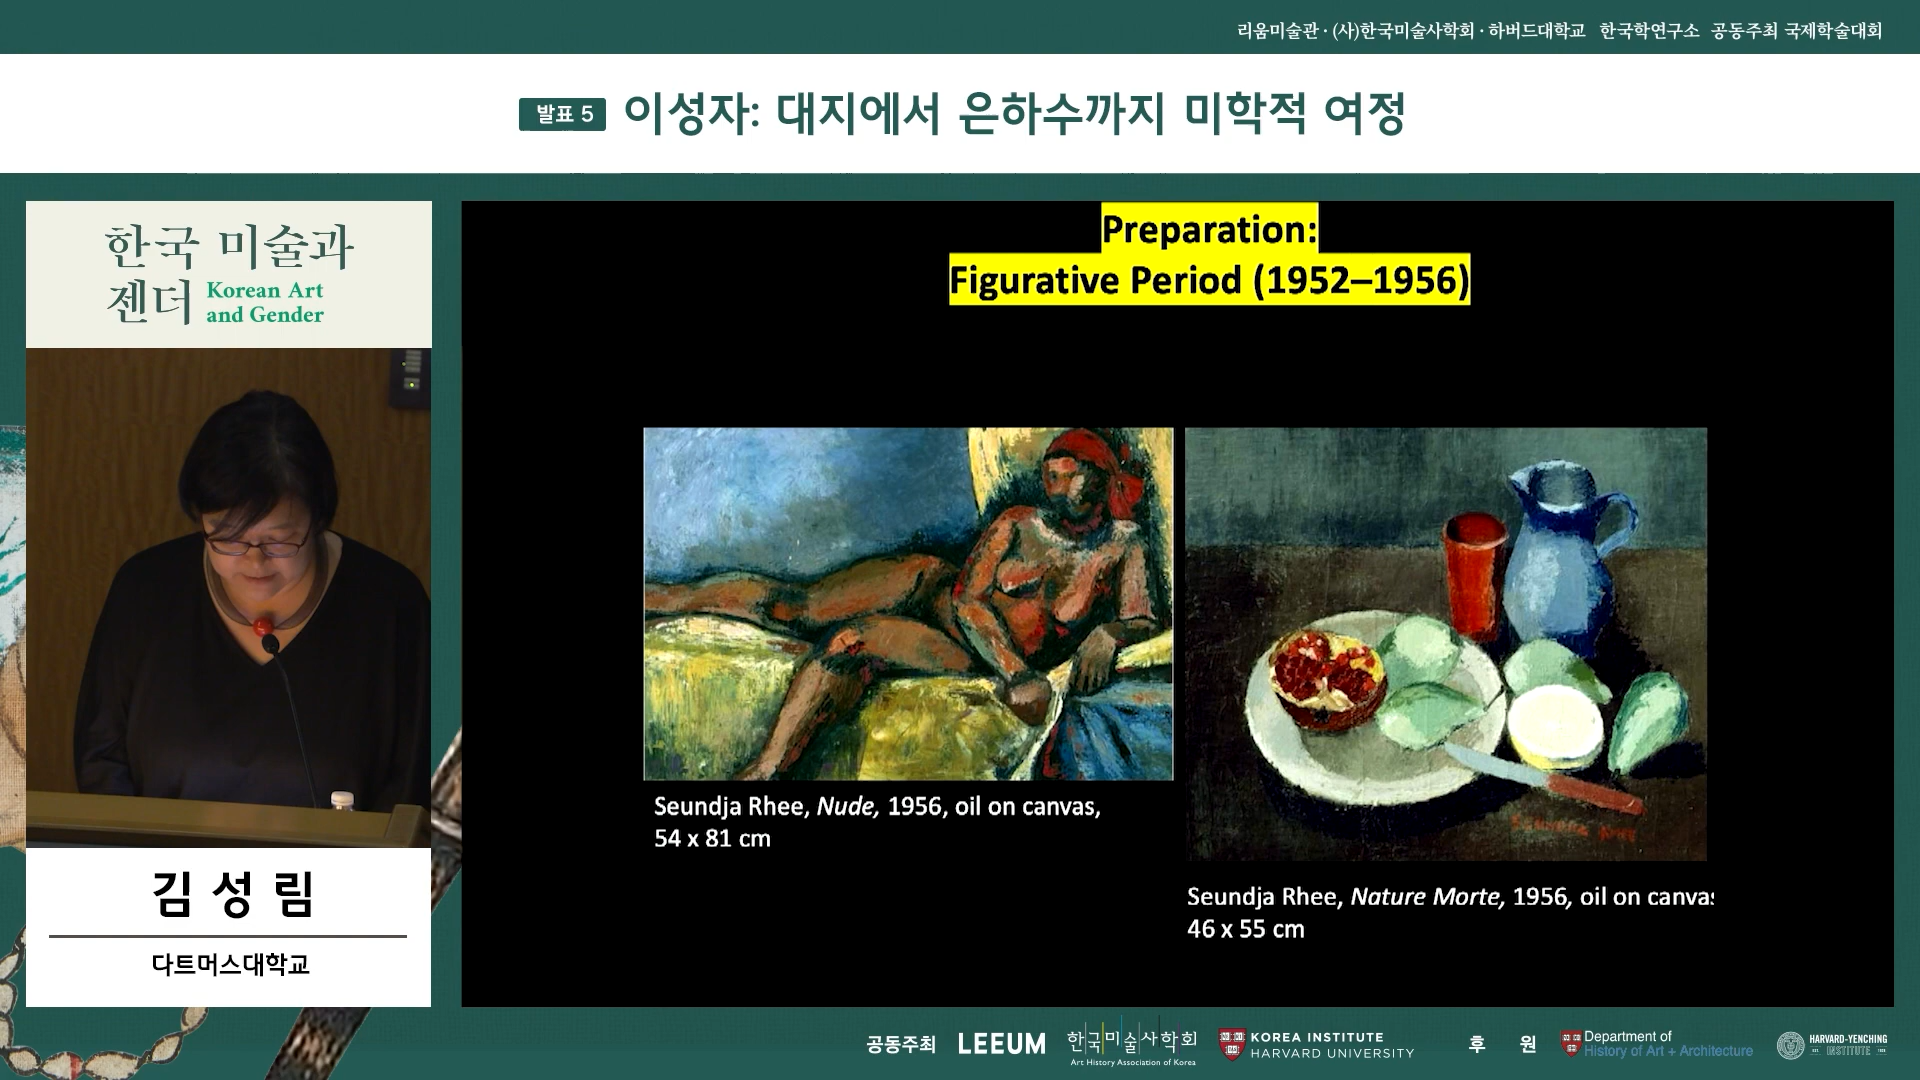 리움미술관 · (사)한국미술사학회 · 하버드대학교 한국학연구소 공동주최 국제학술대회
발표 5 이성자: 대지에서 은하수까지 미학적 여정
한국 미술과
젠더 Korean Art
and Gender
Preparation:
Figurative Period (1952–1956)
Seundja Rhee, Nude, 1956, oil on canvas,
54 x 81 cm
Seundja Rhee, Nature Morte, 1956, oil on canvas
46 x 55 cm
김성림
다트머스대학교
공동주최 LEEUM 한국미술사학회 Art History Association of Korea KOREA INSTITUTE HARVARD UNIVERSITY 후 원 Department of History of Art + Architecture HARVARD-YENCHING INSTITUTE